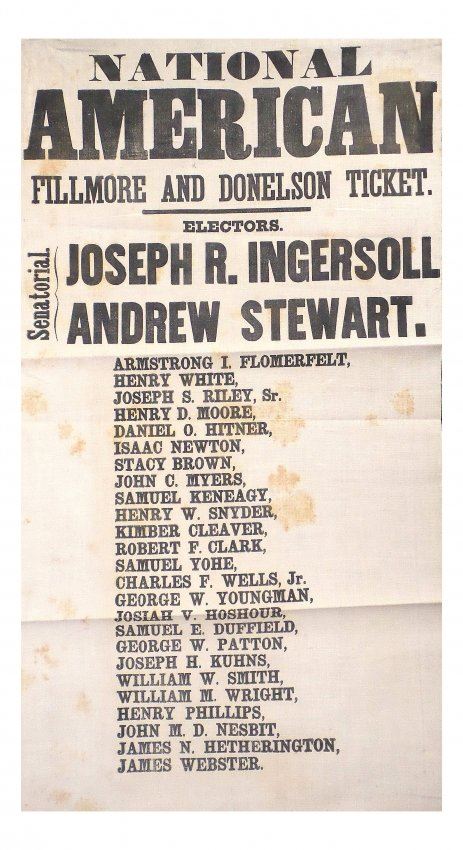 NATIONAL
AMERICAN
FILLMORE AND DONELSON TICKET.
ELECTORS.
Senatorial.
JOSEPH R. INGERSOLL
ANDREW STEWART.
ARMSTRONG I. FLOMERFELT,
HENRY WHITE,
JOSEPH S. RILEY, Sr.
HENRY D. MOORE,
DANIEL O. HITNER,
ISAAC NEWTON,
STACY BROWN,
JOHN C. MYERS,
SAMUEL KENEAGY,
HENRY W. SNYDER,
KIMBER CLEAVER,
ROBERT F. CLARK,
SAMUEL YOHE,
CHARLES F. WELLS, Jr.
GEORGE W. YOUNGMAN,
JOSIAH V. HOSHOUR,
SAMUEL E. DUFFIELD,
GEORGE W. PATTON,
JOSEPH H. KUHNS,
WILLIAM W. SMITH,
WILLIAM M. WRIGHT,
HENRY PHILLIPS,
JOHN M. D. NESBIT,
JAMES N. HETHERINGTON,
JAMES WEBSTER.